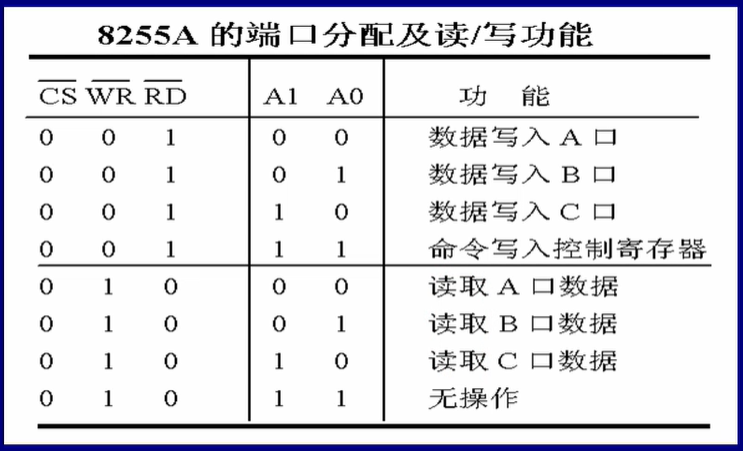 8255A 的端口分配及读/写功能
CS WR RD A1 A0 功 能
0 0 1 0 0 数据写入 A 口
0 0 1 0 1 数据写入 B 口
0 0 1 1 0 数据写入 C 口
0 0 1 1 1 命令写入控制寄存器
0 1 0 0 0 读取 A 口数据
0 1 0 0 1 读取 B 口数据
0 1 0 1 0 读取 C 口数据
0 1 0 1 1 无操作